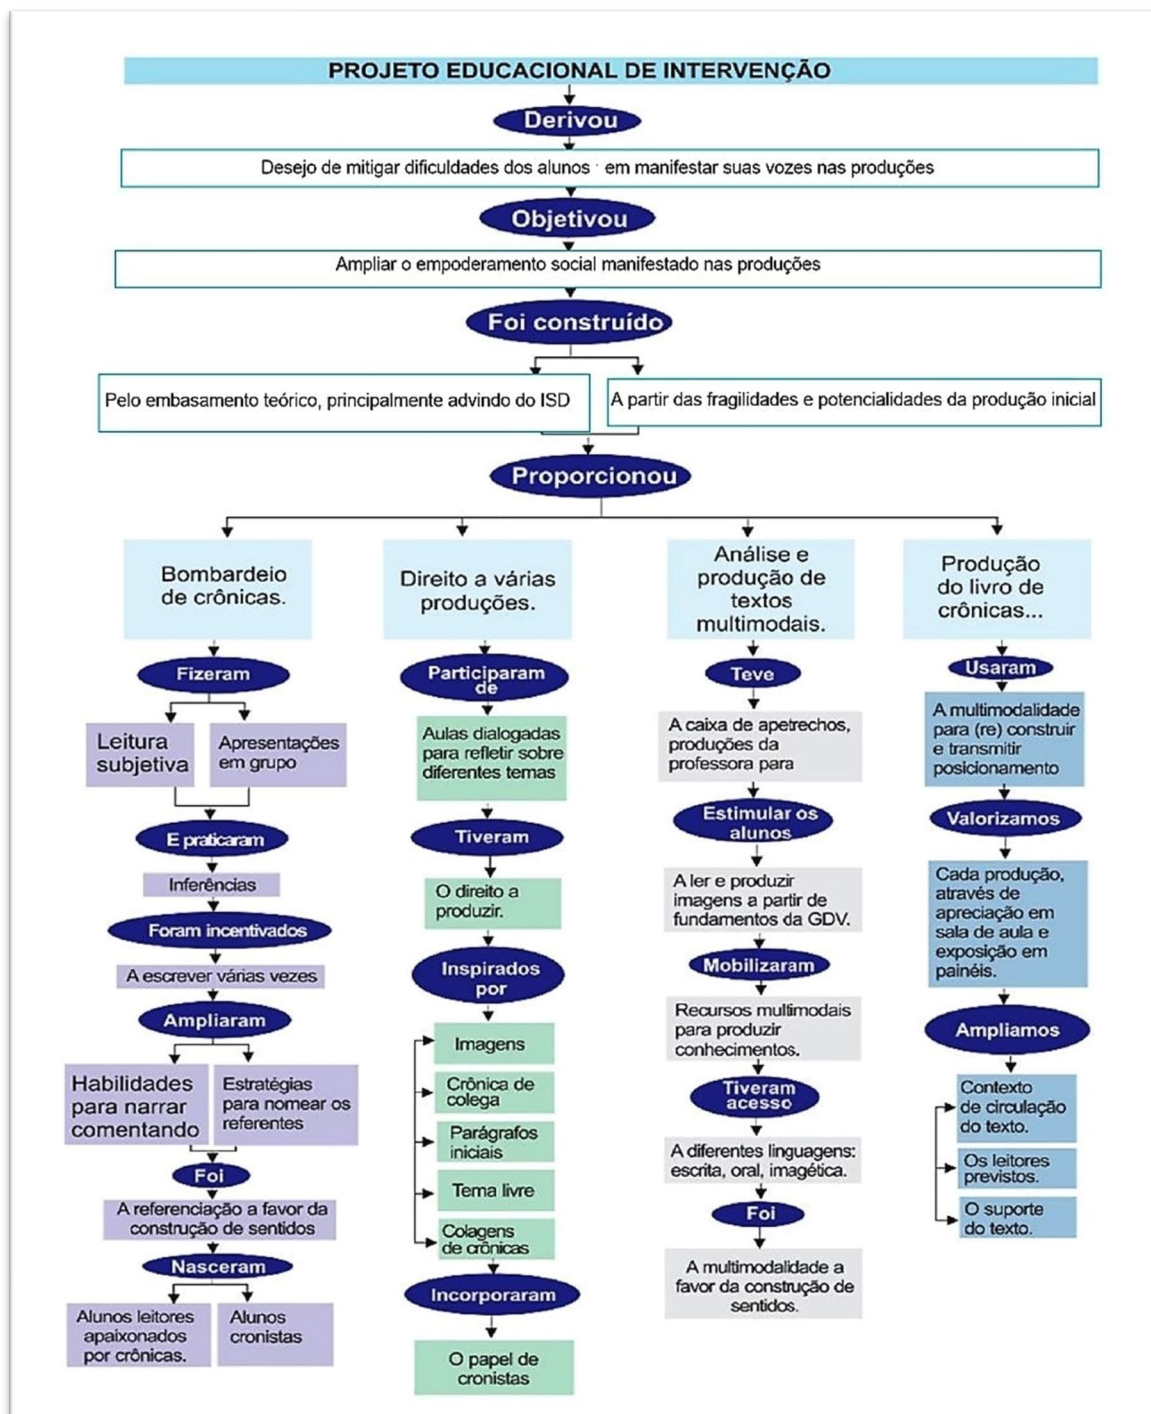 PROJETO EDUCACIONAL DE INTERVENÇÃO
Derivou
Desejo de mitigar dificuldades dos alunos · em manifestar suas vozes nas produções
Objetivou
Ampliar o empoderamento social manifestado nas produções
Foi construído
Pelo embasamento teórico, principalmente advindo do ISD
A partir das fragilidades e potencialidades da produção inicial
Proporcionou
Bombardeio
de crônicas.
Fizeram
Leitura
subjetiva
Apresentações
em grupo
E praticaram
Inferências
Foram incentivados
A escrever várias vezes
Ampliaram
Habilidades
para narrar
comentando
Estratégias
para nomear os
referentes
Foi
A referenciação a favor da
construção de sentidos
Nasceram
Alunos leitores
apaixonados
por crônicas.
Alunos
cronistas
Direito a várias
produções.
Participaram
de
Aulas dialogadas
para refletir sobre
diferentes temas
Tiveram
O direito a
produzir.
Inspirados
por
Imagens
Crônica de
colega
Parágrafos
iniciais
Tema livre
Colagens
de crônicas
Incorporaram
O papel de
cronistas
Análise e
produção de
textos
multimodais.
Teve
A caixa de apetrechos,
produções da
professora para
Estimular os
alunos
A ler e produzir
imagens a partir de
fundamentos da GDV.
Mobilizaram
Recursos multimodais
para produzir
conhecimentos.
Tiveram
acesso
A diferentes linguagens:
escrita, oral, imagética.
Foi
A multimodalidade a
favor da construção de
sentidos.
Produção
do livro de
crônicas...
Usaram
A multimodalidade
para (re) construir
e transmitir
posicionamento
Valorizamos
Cada produção,
através de
apreciação em
sala de aula e
exposição em
painéis.
Ampliamos
Contexto
de circulação
do texto.
Os leitores
previstos.
O suporte
do texto.